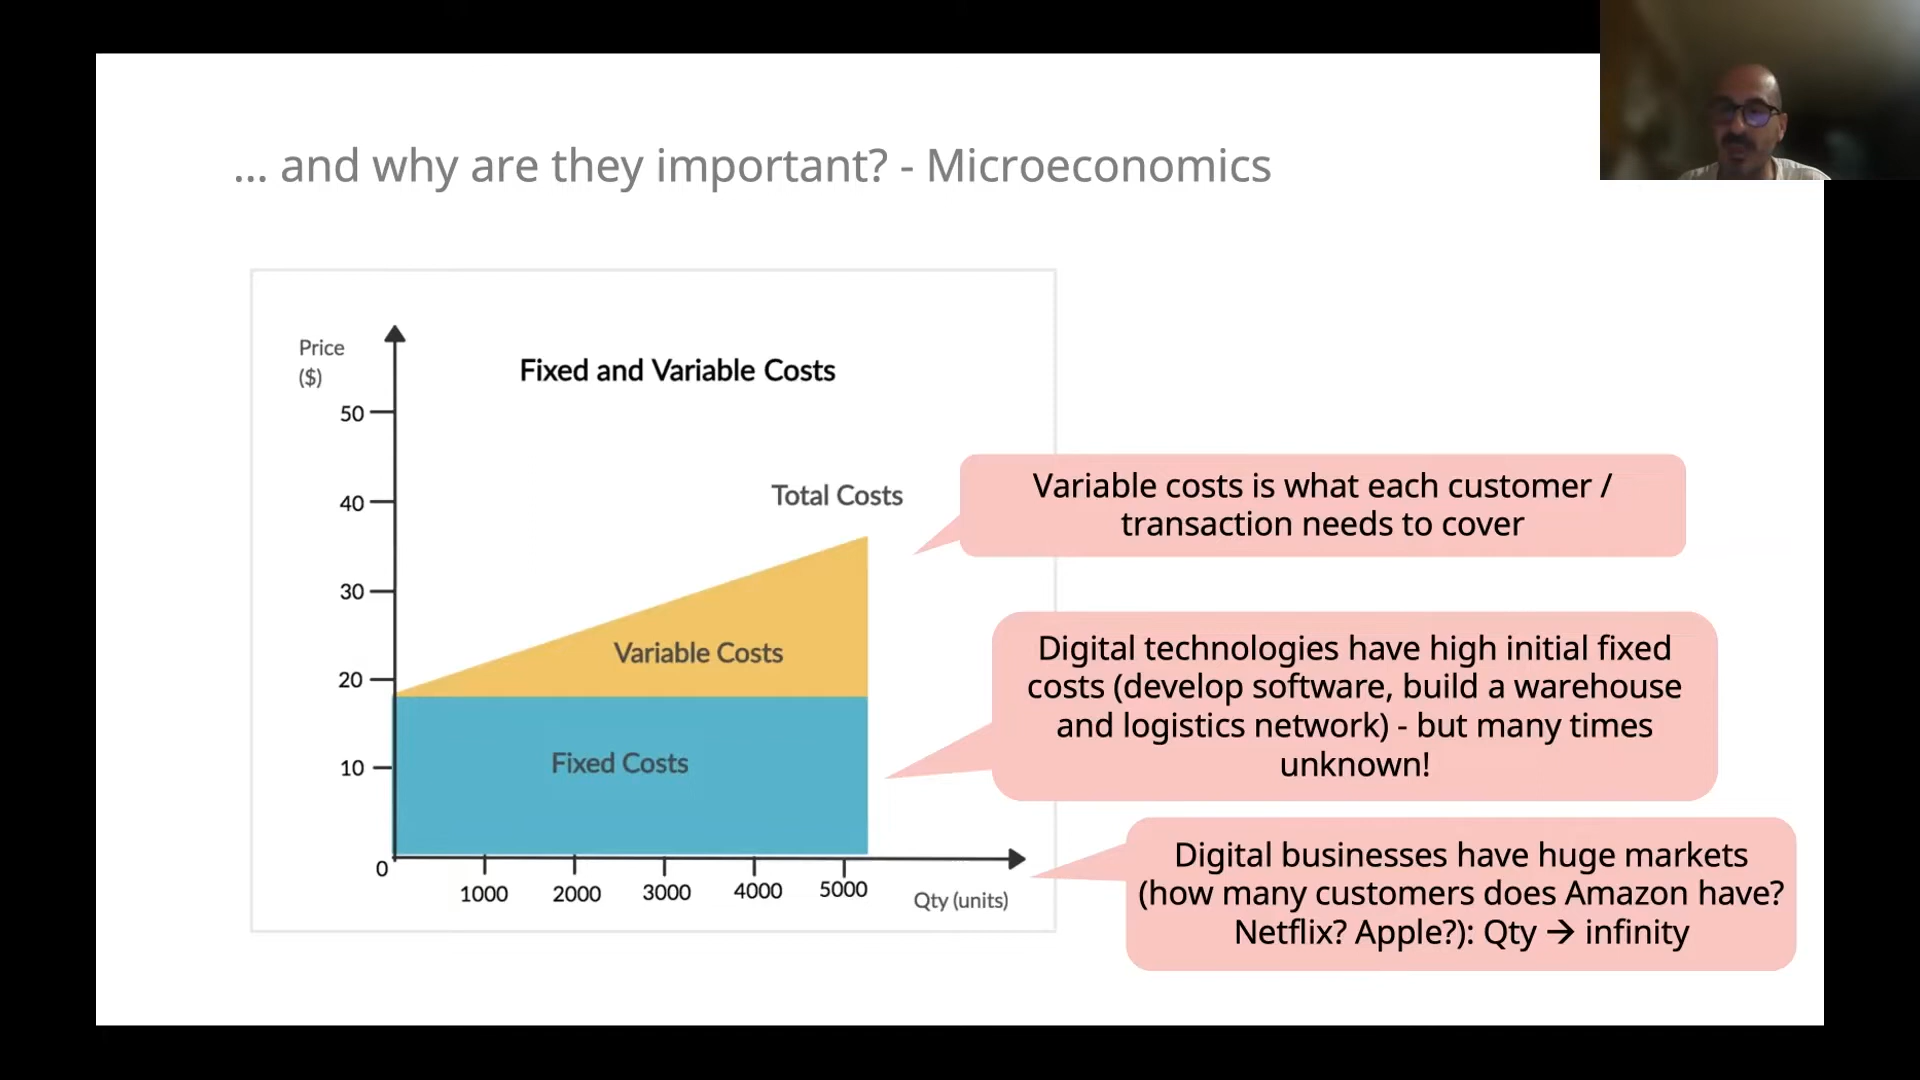 ... and why are they important? - Microeconomics
Price
($)
Fixed and Variable Costs
50
40
30
20
10
0
Total Costs
Variable Costs
Fixed Costs
1000
2000
3000
4000
5000
Qty (units)
Variable costs is what each customer /
transaction needs to cover
Digital technologies have high initial fixed
costs (develop software, build a warehouse
and logistics network) - but many times
unknown!
Digital businesses have huge markets
(how many customers does Amazon have?
Netflix? Apple?): Qty → infinity